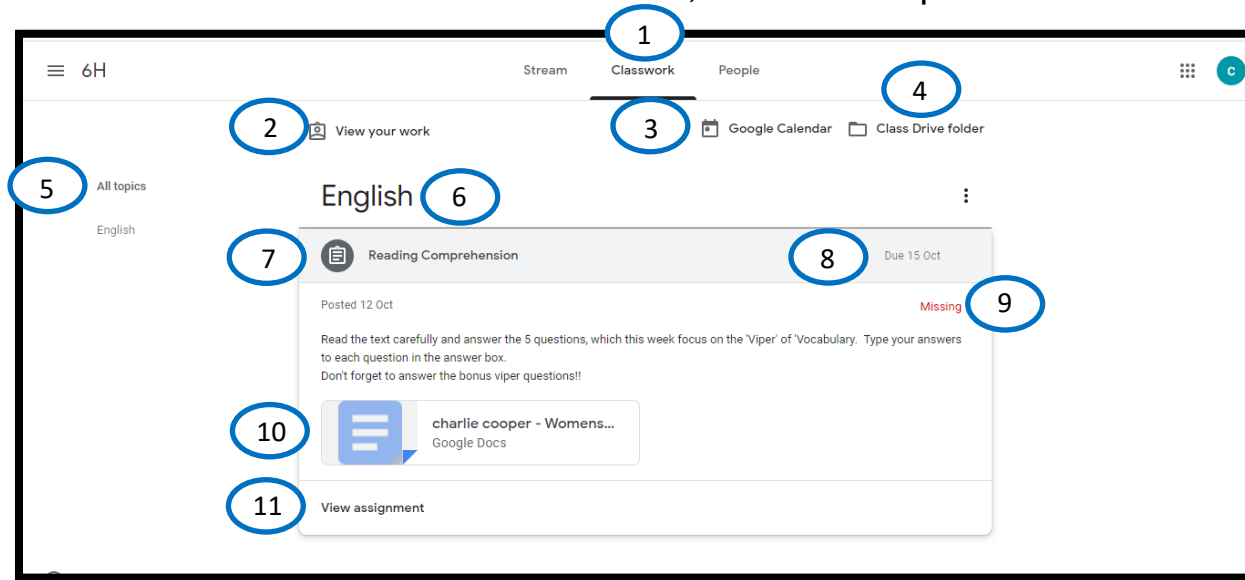 1
6H Stream Classwork People
4
C
2 View your work 3 Google Calendar Class Drive folder
5 All topics
English 6
English
7 Reading Comprehension 8 Due 15 Oct
Posted 12 Oct Missing 9
Read the text carefully and answer the 5 questions, which this week focus on the 'Viper' of 'Vocabulary. Type your answers
to each question in the answer box.
Don't forget to answer the bonus viper questions!!
10 charlie cooper - Womens...
Google Docs
11 View assignment